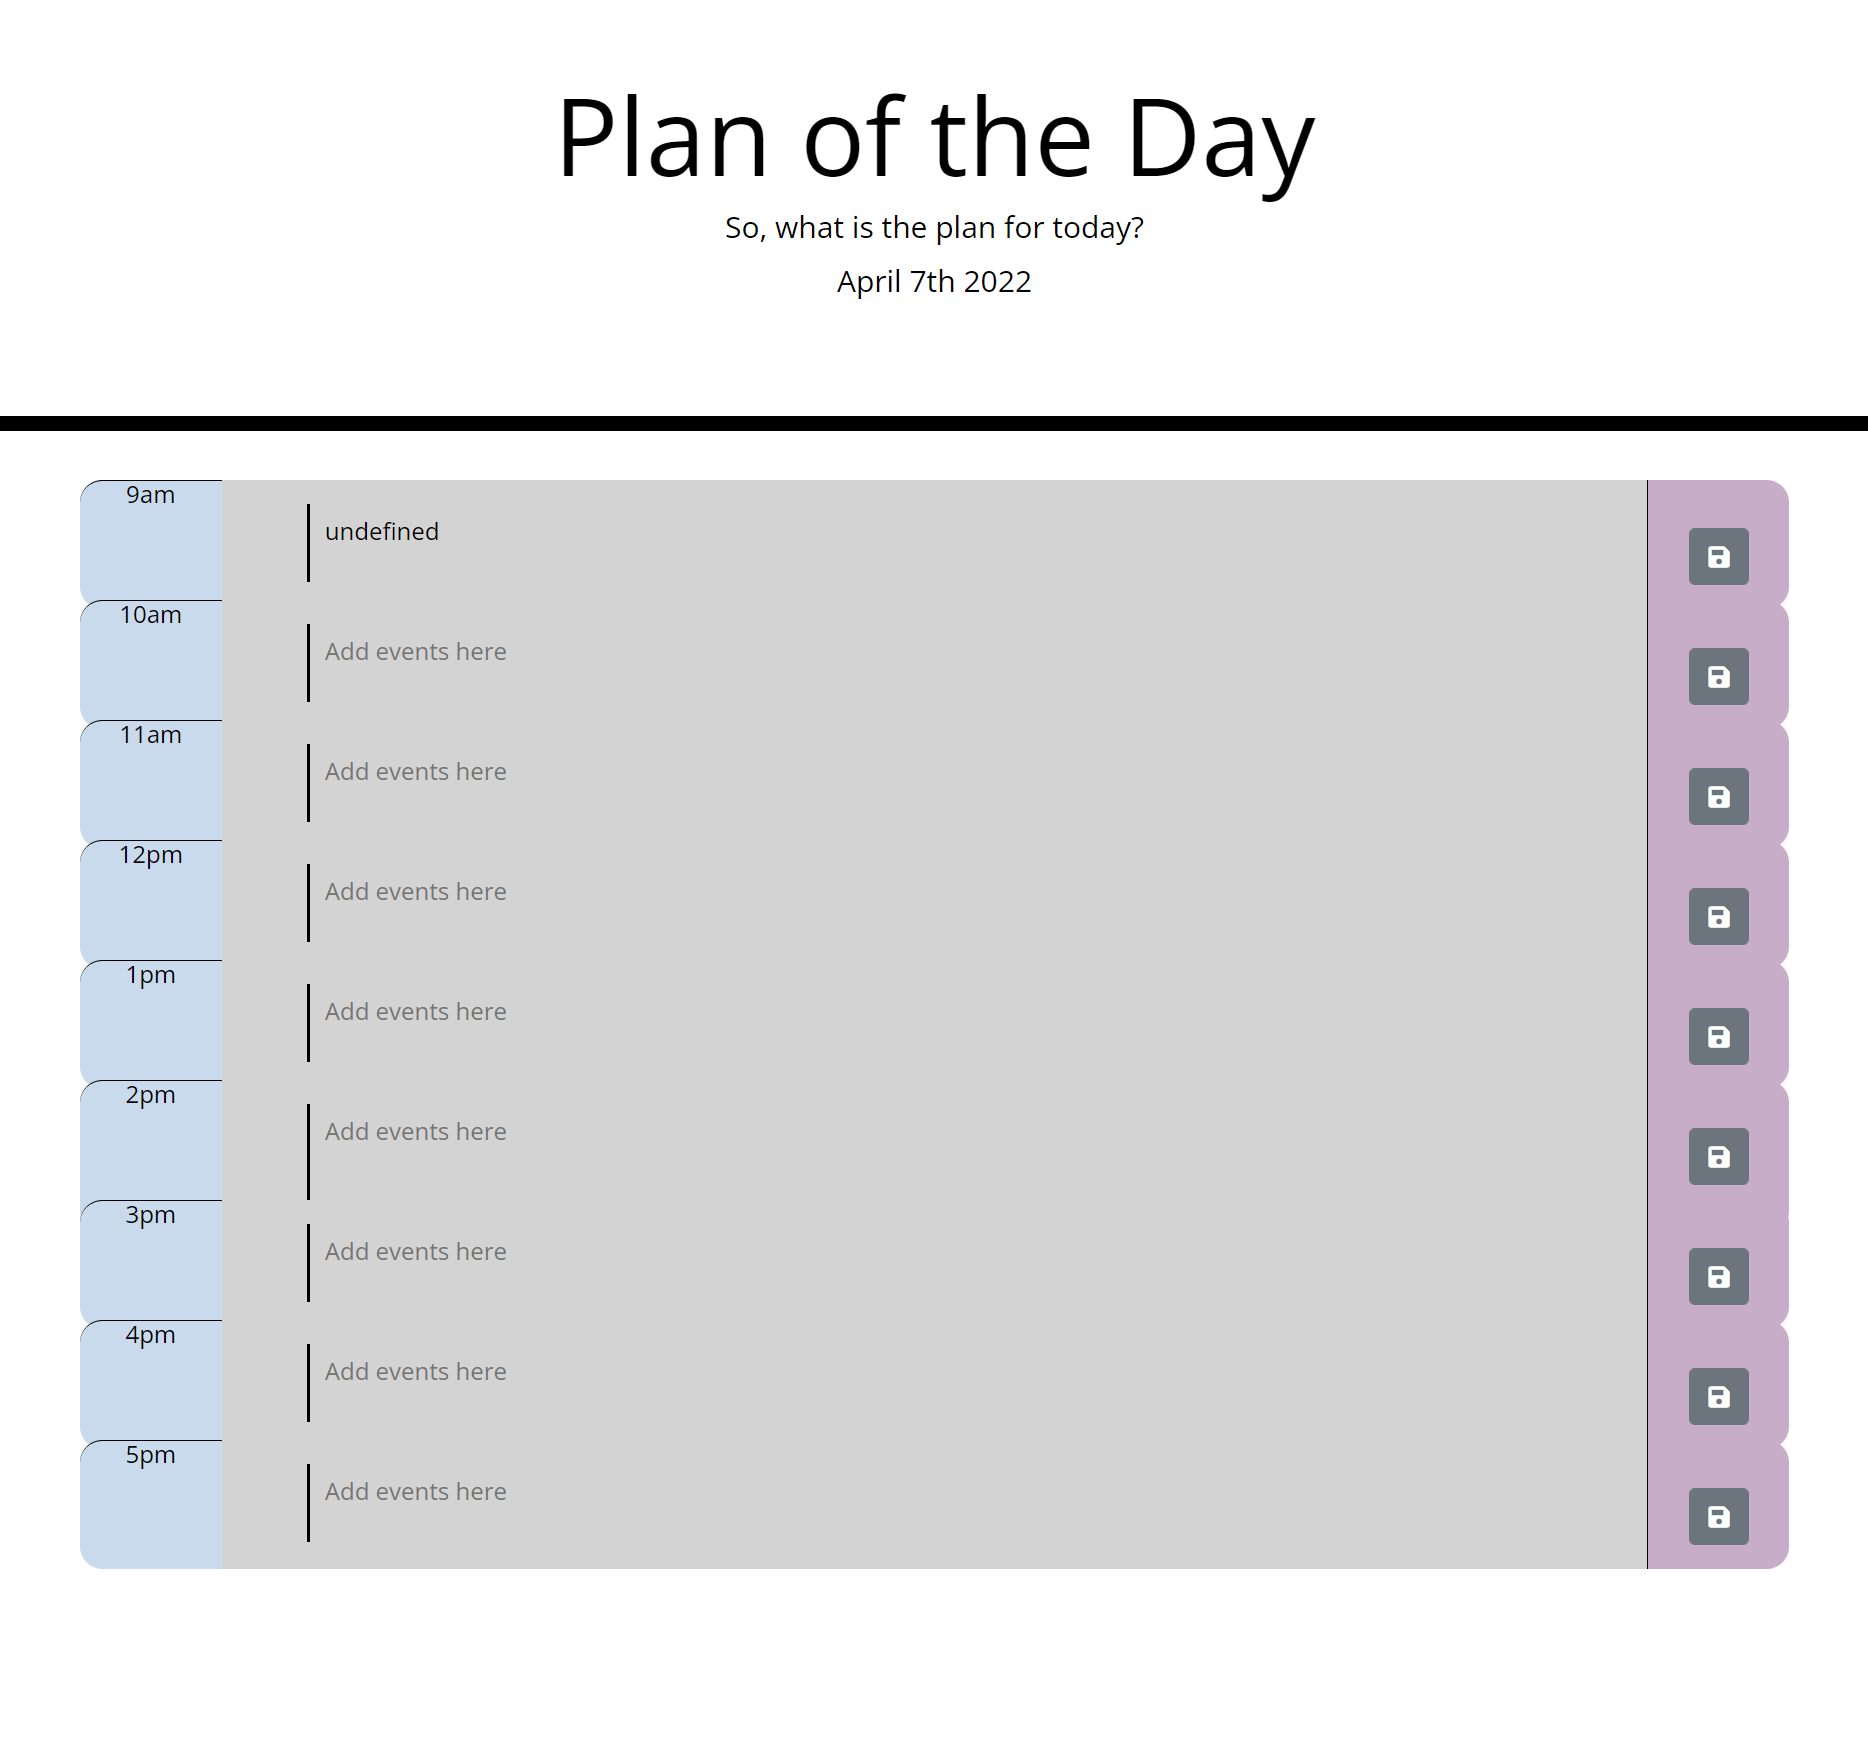 Plan of the Day
So, what is the plan for today?
April 7th 2022
9am
undefined
10am
Add events here
11am
Add events here
12pm
Add events here
1pm
Add events here
2pm
Add events here
3pm
Add events here
4pm
Add events here
5pm
Add events here